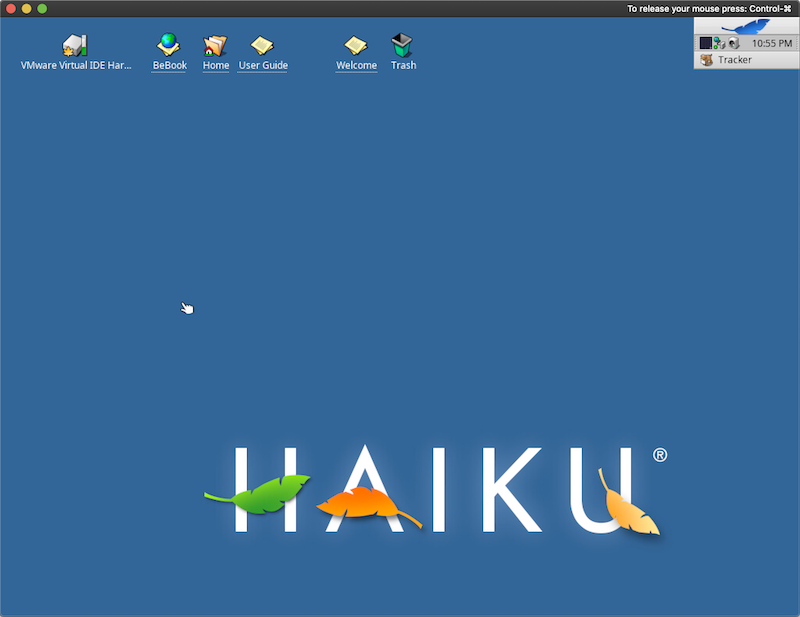 To release your mouse press: Control-⌘
VMware Virtual IDE Har...
BeBook
Home
User Guide
Welcome
Trash
10:55 PM
Tracker
HAIKU®